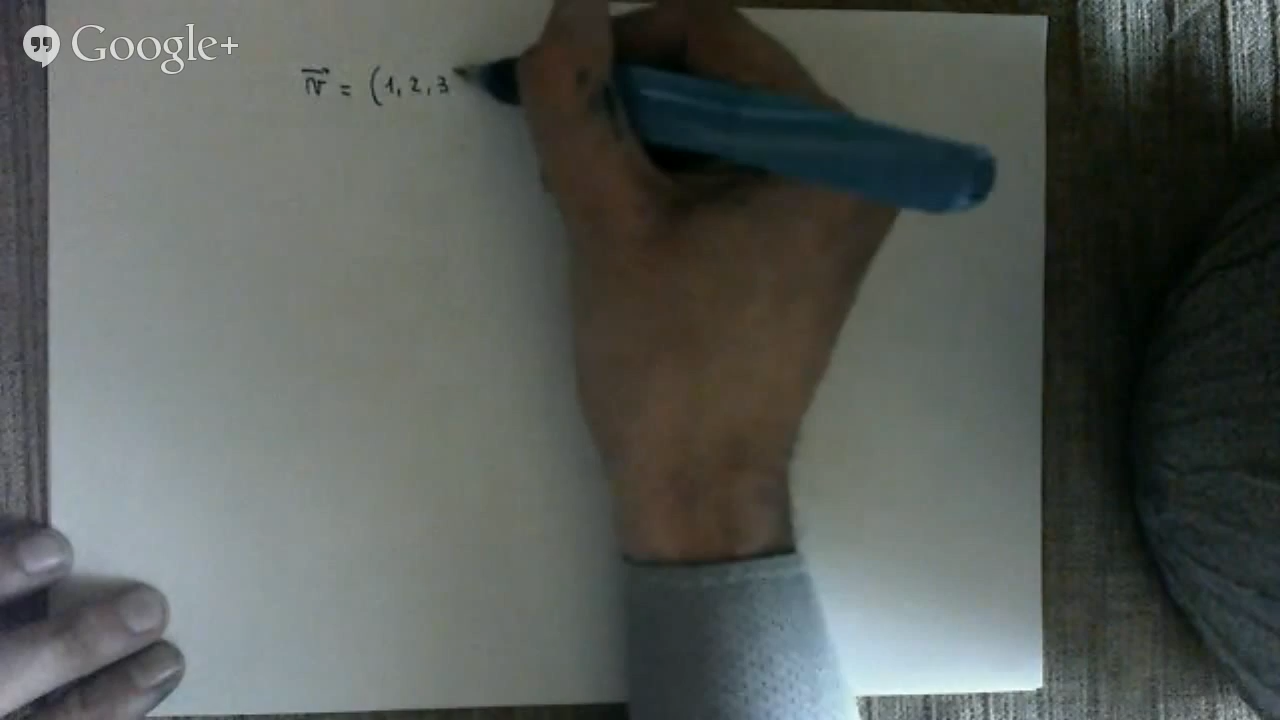 Google+
v⃗ = (1, 2, 3